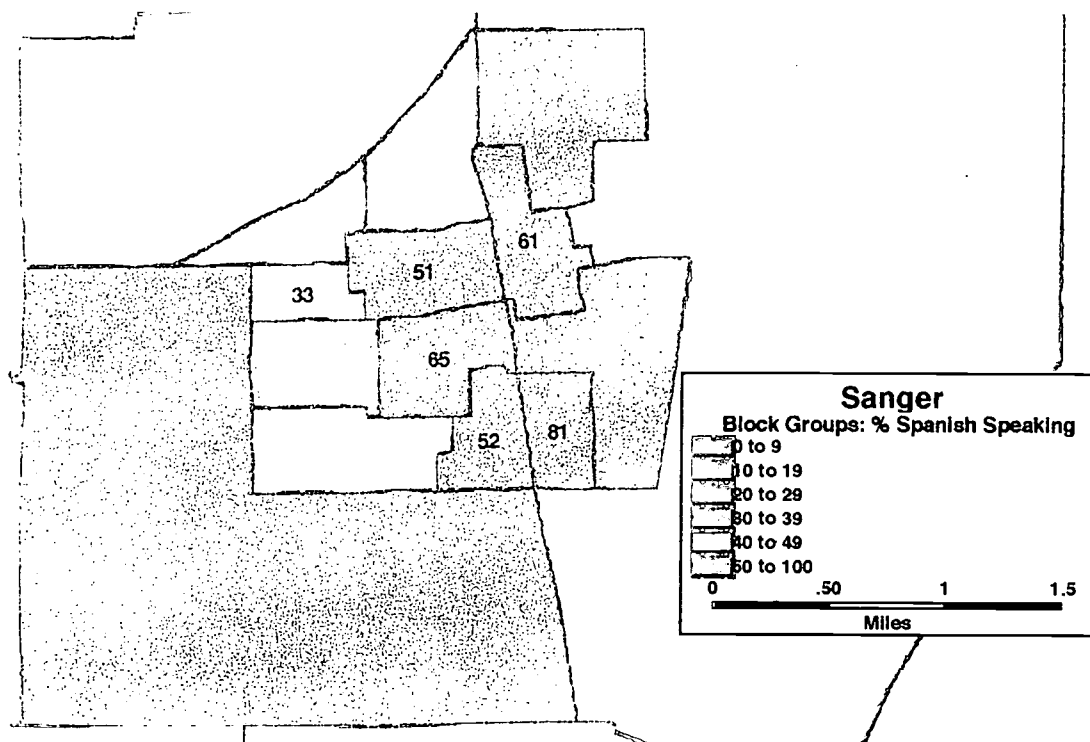 61
51
33
65
52
81
Sanger
Block Groups: % Spanish Speaking
0 to 9
10 to 19
20 to 29
30 to 39
40 to 49
50 to 100
0 .50 1 1.5
Miles